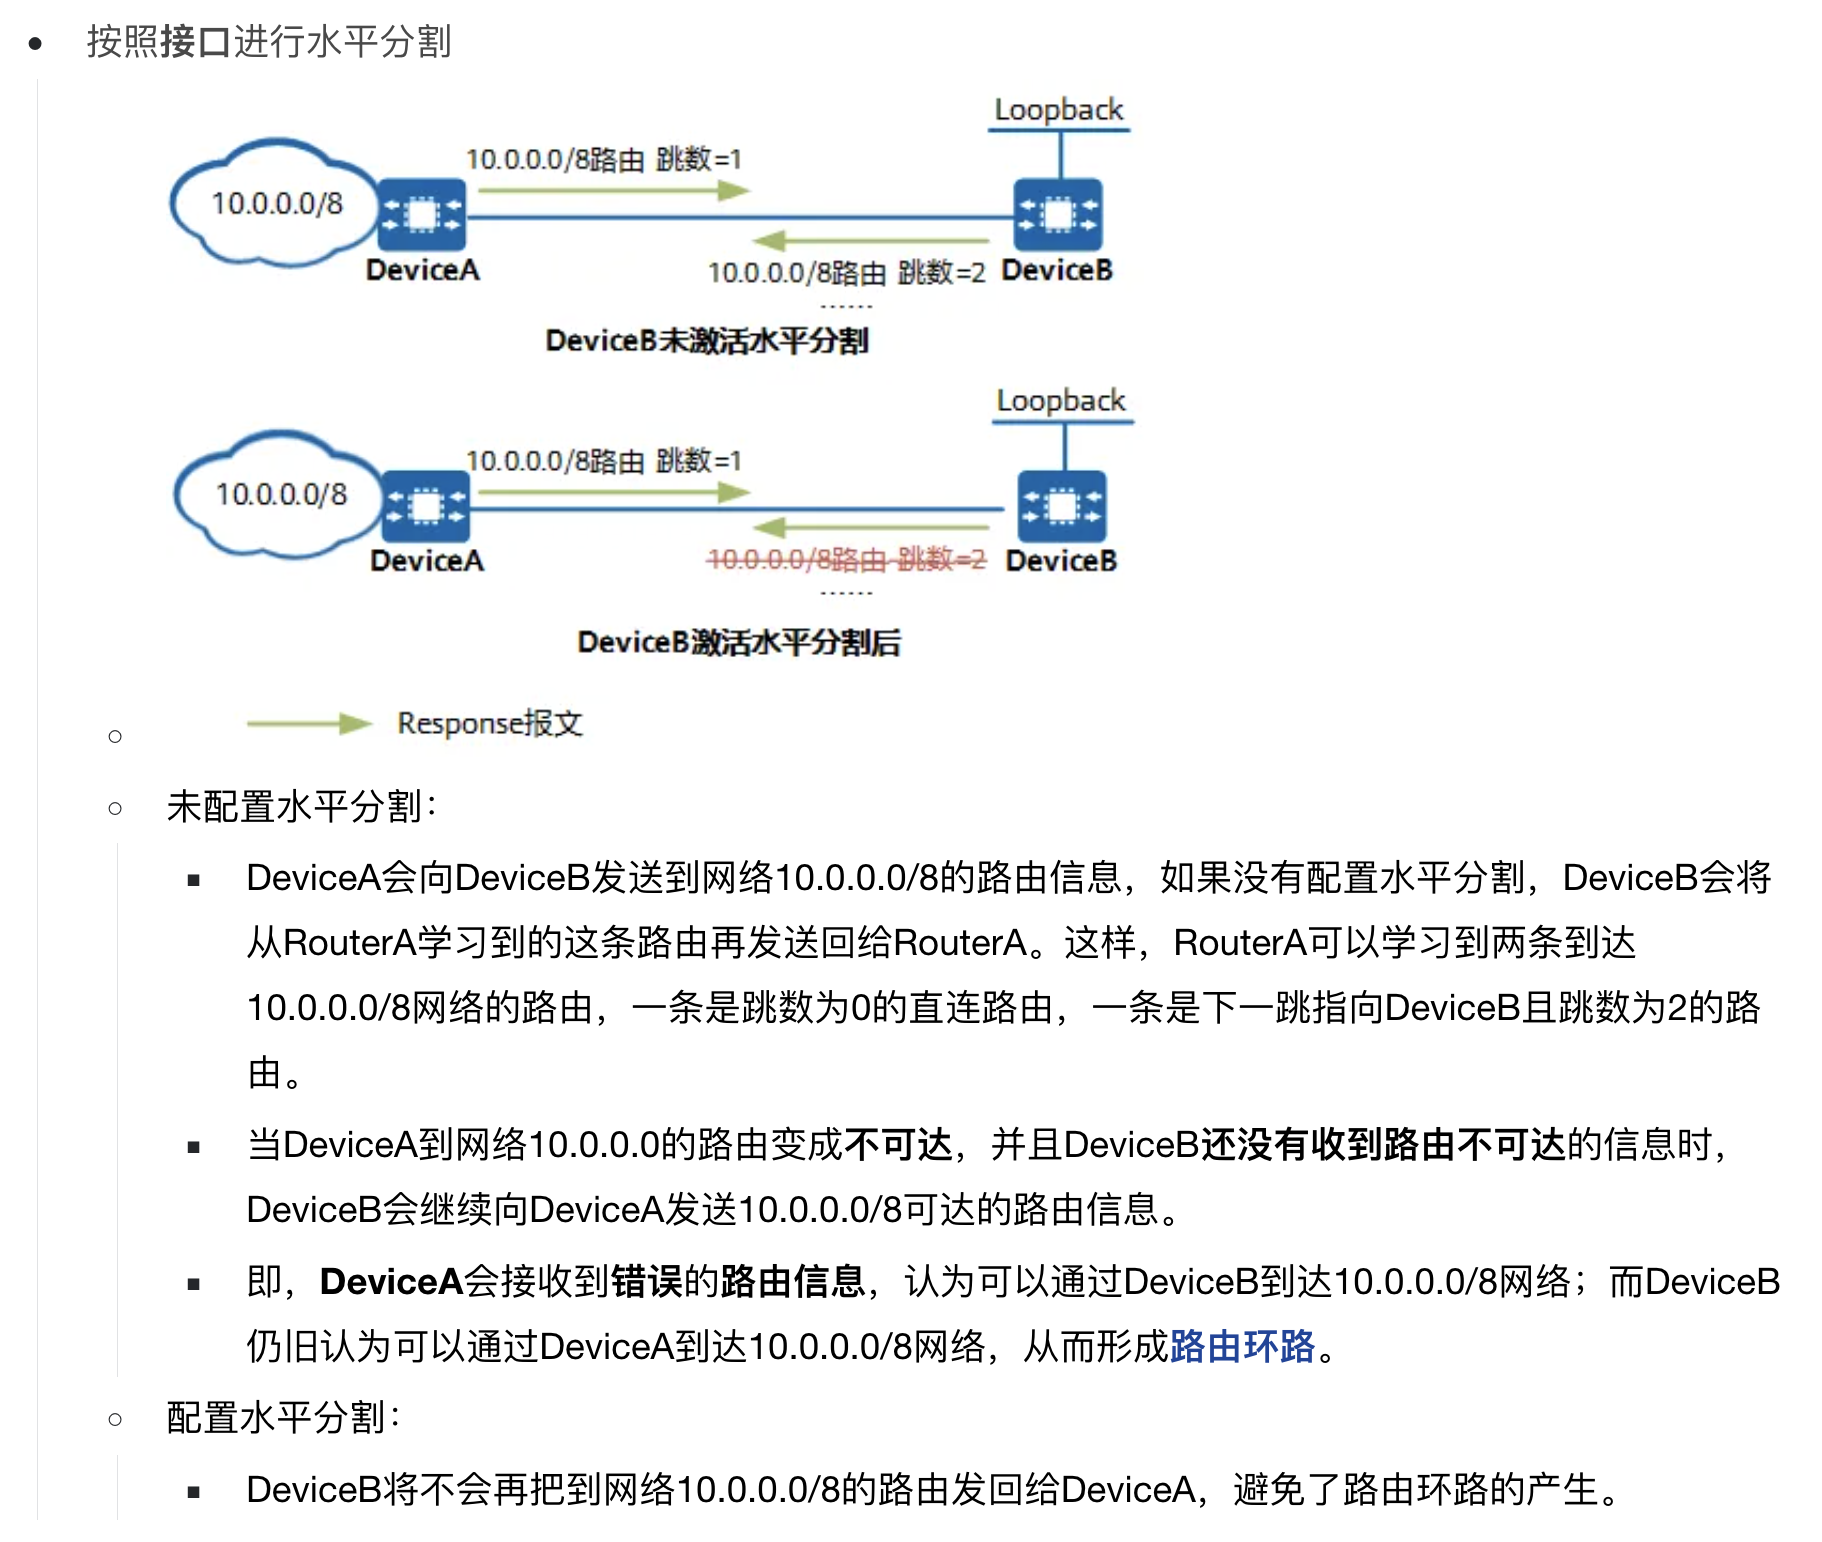 按照接口进行水平分割
Loopback
10.0.0.0/8路由 跳数=1
10.0.0.0/8
DeviceA
10.0.0.0/8路由 跳数=2
DeviceB
......
DeviceB未激活水平分割
Loopback
10.0.0.0/8路由 跳数=1
10.0.0.0/8
DeviceA
10.0.0.0/8路由 跳数=2
DeviceB
......
DeviceB激活水平分割后
Response报文
未配置水平分割：
DeviceA会向DeviceB发送到网络10.0.0.0/8的路由信息，如果没有配置水平分割，DeviceB会将
从RouterA学习到的这条路由再发送回给RouterA。这样，RouterA可以学习到两条到达
10.0.0.0/8网络的路由，一条是跳数为0的直连路由，一条是下一跳指向DeviceB且跳数为2的路
由。
当DeviceA到网络10.0.0.0的路由变成不可达，并且DeviceB还没有收到路由不可达的信息时，
DeviceB会继续向DeviceA发送10.0.0.0/8可达的路由信息。
即，DeviceA会接收到错误的路由信息，认为可以通过DeviceB到达10.0.0.0/8网络；而DeviceB
仍旧认为可以通过DeviceA到达10.0.0.0/8网络，从而形成路由环路。
配置水平分割：
DeviceB将不会再把到网络10.0.0.0/8的路由发回给DeviceA，避免了路由环路的产生。